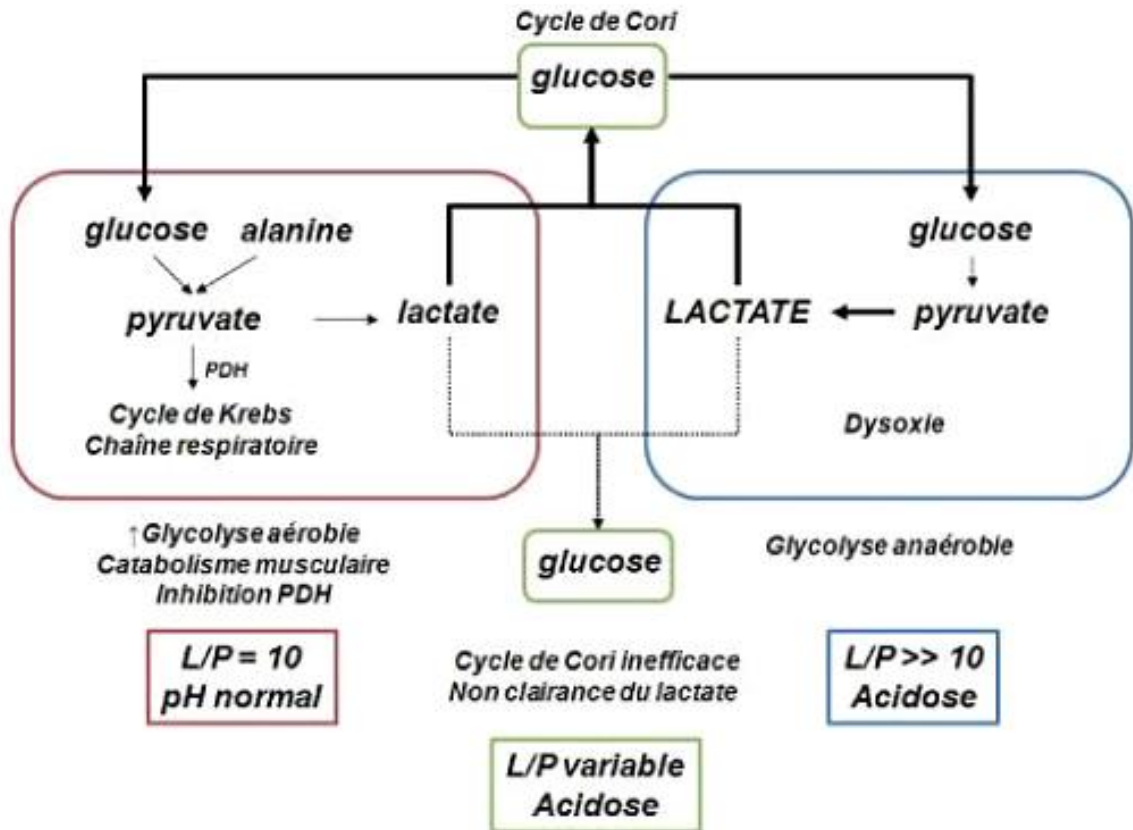 Cycle de Cori
glucose
glucose alanine
pyruvate
lactate
PDH
Cycle de Krebs
Chaîne respiratoire
glucose
LACTATE
pyruvate
Dysoxie
↑Glycolyse aérobie
Catabolisme musculaire
Inhibition PDH
L/P = 10
pH normal
glucose
Cycle de Cori inefficace
Non clairance du lactate
L/P variable
Acidose
Glycolyse anaérobie
L/P >> 10
Acidose